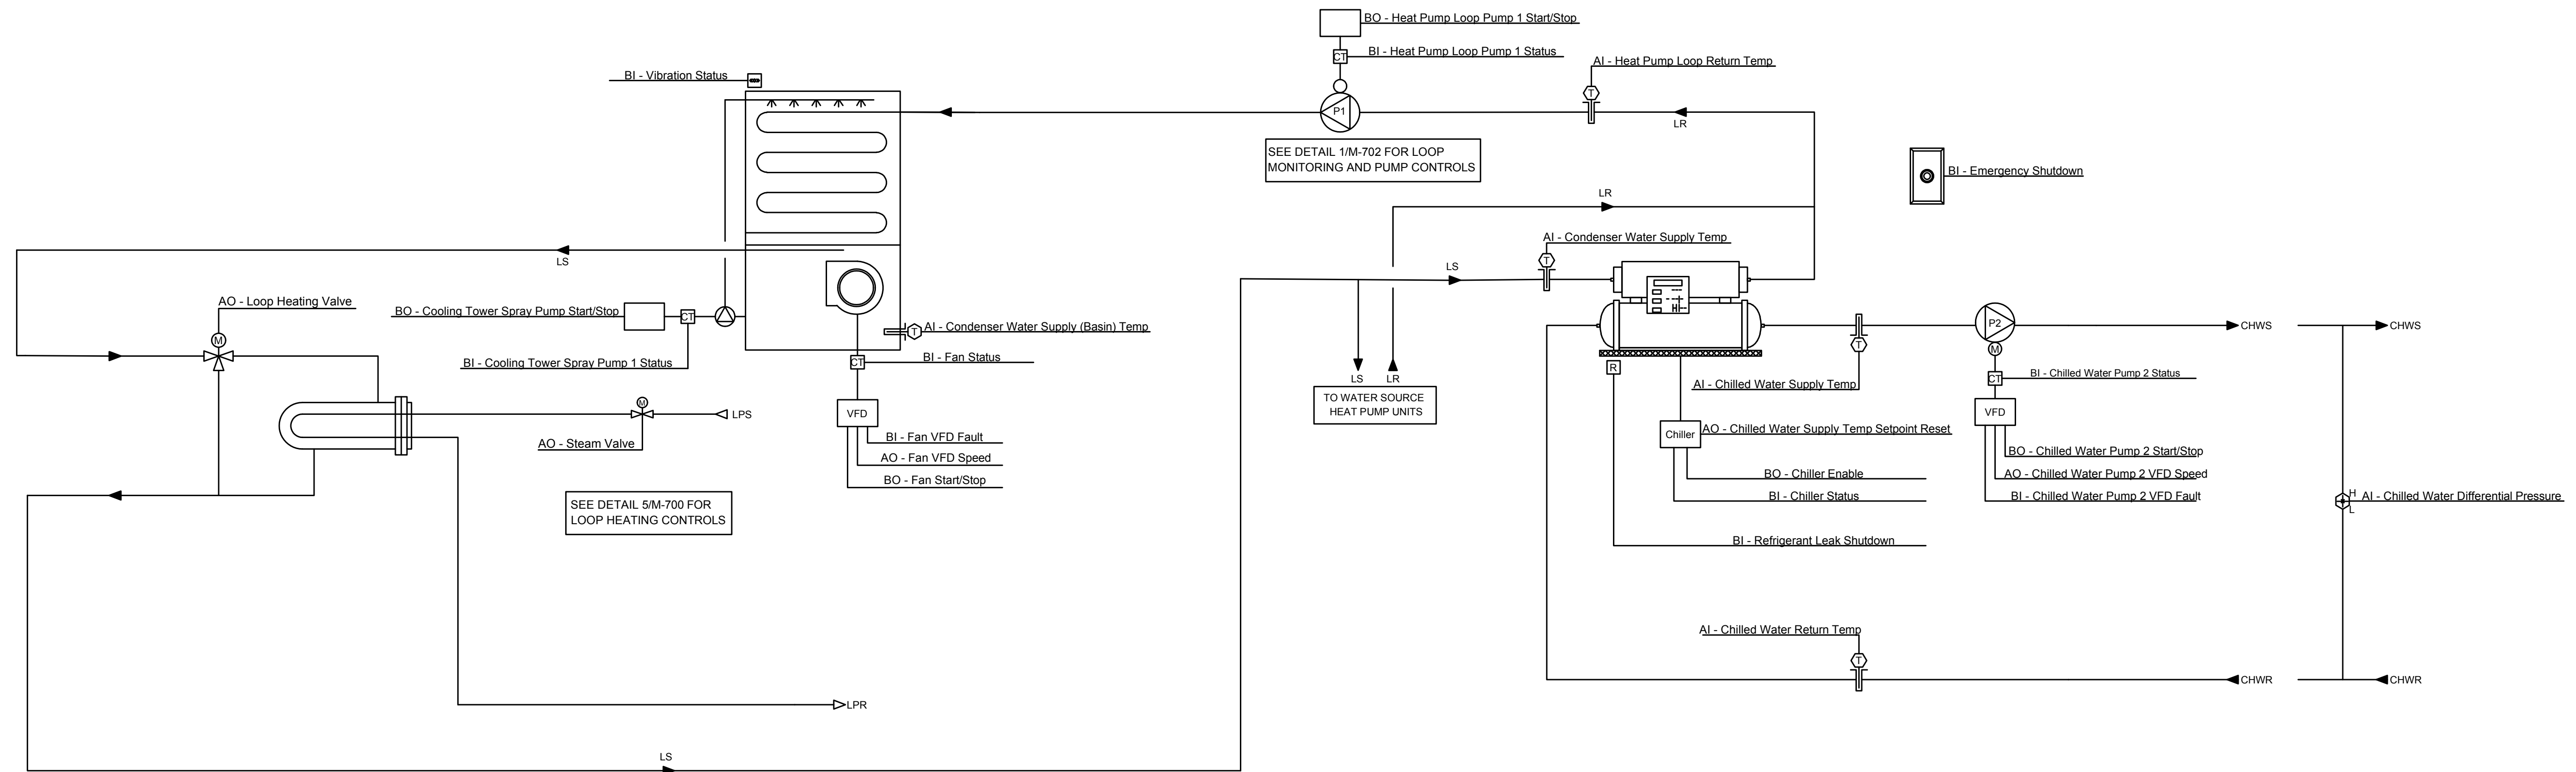 BO - Heat Pump Loop Pump 1 Start/Stop
CT
BI - Heat Pump Loop Pump 1 Status
AI - Heat Pump Loop Return Temp
T
BI - Vibration Status
P1
LR
SEE DETAIL 1/M-702 FOR LOOP
MONITORING AND PUMP CONTROLS
BI - Emergency Shutdown
LR
AI - Condenser Water Supply Temp
T
LS
LS
AO - Loop Heating Valve
M
BO - Cooling Tower Spray Pump Start/Stop
CT
BI - Cooling Tower Spray Pump 1 Status
T
AI - Condenser Water Supply (Basin) Temp
CT
BI - Fan Status
VFD
BI - Fan VFD Fault
AO - Fan VFD Speed
BO - Fan Start/Stop
M
LPS
AO - Steam Valve
SEE DETAIL 5/M-700 FOR
LOOP HEATING CONTROLS
LPR
LS
LS
LR
TO WATER SOURCE
HEAT PUMP UNITS
R
T
AI - Chilled Water Supply Temp
P2
M
CT
BI - Chilled Water Pump 2 Status
VFD
CHWS
CHWS
Chiller
AO - Chilled Water Supply Temp Setpoint Reset
BO - Chiller Enable
BI - Chiller Status
BO - Chilled Water Pump 2 Start/Stop
AO - Chilled Water Pump 2 VFD Speed
BI - Chilled Water Pump 2 VFD Fault
H
L
AI - Chilled Water Differential Pressure
BI - Refrigerant Leak Shutdown
AI - Chilled Water Return Temp
T
CHWR
CHWR